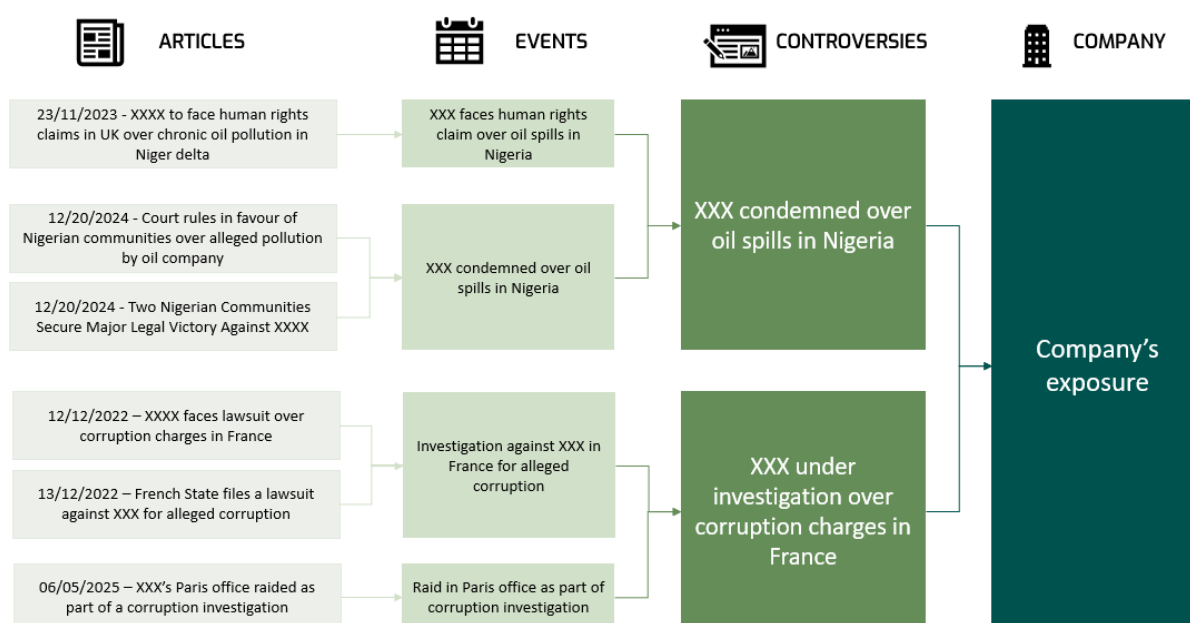 ARTICLES
EVENTS
CONTROVERSIES
COMPANY
23/11/2023 - XXXX to face human rights
claims in UK over chronic oil pollution in
Niger delta
12/20/2024 - Court rules in favour of
Nigerian communities over alleged pollution
by oil company
12/20/2024 - Two Nigerian Communities
Secure Major Legal Victory Against XXXX
12/12/2022 – XXXX faces lawsuit over
corruption charges in France
13/12/2022 – French State files a lawsuit
against XXX for alleged corruption
06/05/2025 – XXX's Paris office raided as
part of a corruption investigation
XXX faces human rights
claim over oil spills in
Nigeria
XXX condemned over oil
spills in Nigeria
Investigation against XXX in
France for alleged
corruption
Raid in Paris office as part of
corruption investigation
XXX condemned over
oil spills in Nigeria
XXX under
investigation over
corruption charges in
France
Company's
exposure